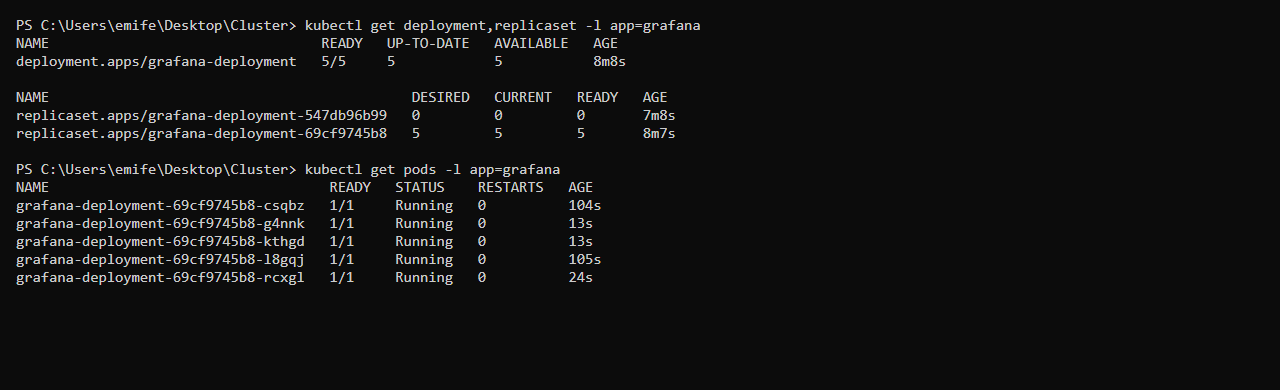 PS C:\Users\emife\Desktop\Cluster> kubectl get deployment,replicaset -l app=grafana
NAME                                 READY   UP-TO-DATE   AVAILABLE   AGE
deployment.apps/grafana-deployment   5/5     5            5           8m8s

NAME                                            DESIRED   CURRENT   READY   AGE
replicaset.apps/grafana-deployment-547db96b99   0         0         0       7m8s
replicaset.apps/grafana-deployment-69cf9745b8   5         5         5       8m7s

PS C:\Users\emife\Desktop\Cluster> kubectl get pods -l app=grafana
NAME                                  READY   STATUS    RESTARTS   AGE
grafana-deployment-69cf9745b8-csqbz   1/1     Running   0          104s
grafana-deployment-69cf9745b8-g4nnk   1/1     Running   0          13s
grafana-deployment-69cf9745b8-kthgd   1/1     Running   0          13s
grafana-deployment-69cf9745b8-l8gqj   1/1     Running   0          105s
grafana-deployment-69cf9745b8-rcxgl   1/1     Running   0          24s